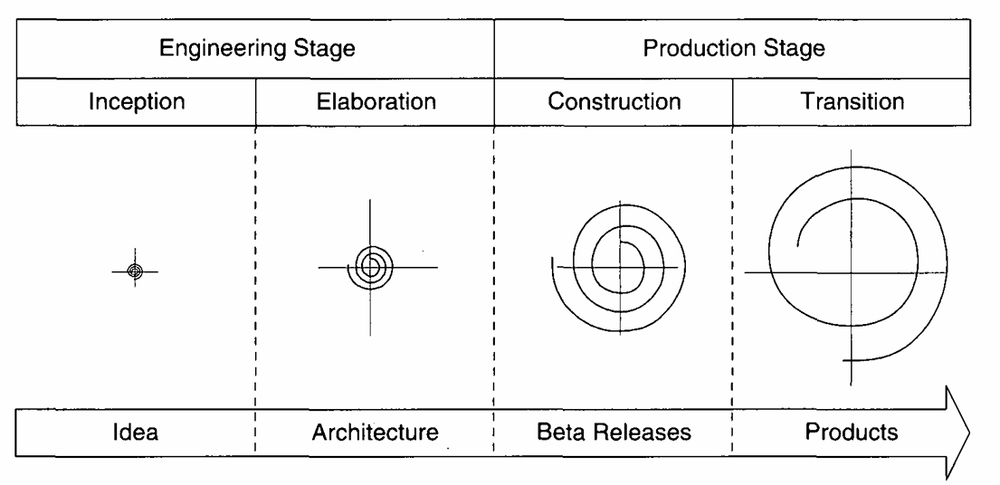 Engineering Stage Production Stage
Inception Elaboration Construction Transition
Idea Architecture Beta Releases Products